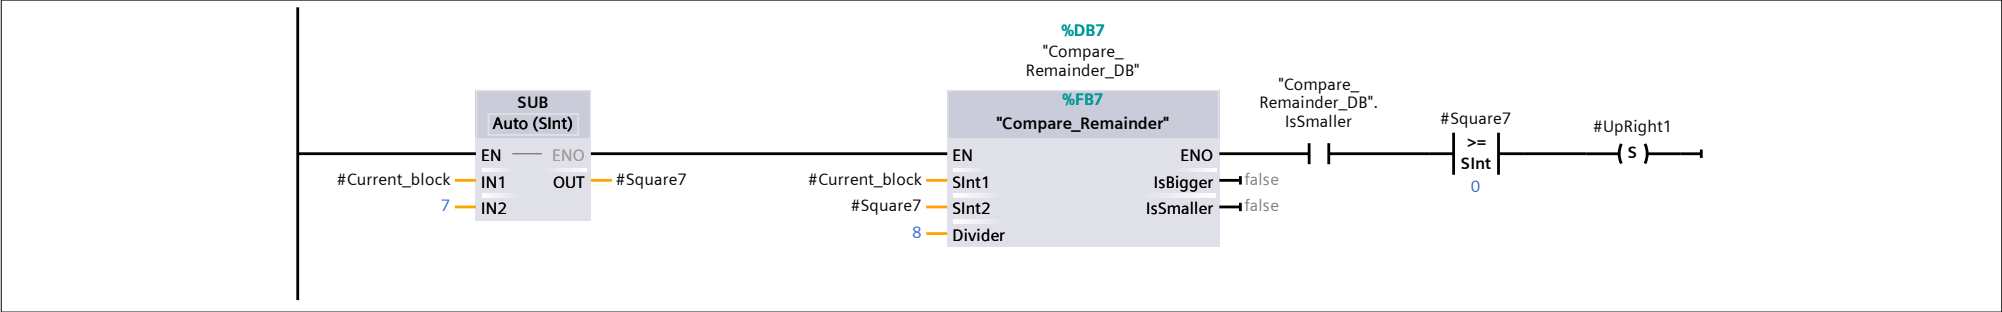 SUB
Auto (SInt)
EN
ENO
#Current_block
IN1
OUT
#Square7
7
IN2
%DB7
"Compare_
Remainder_DB"
%FB7
"Compare_Remainder"
EN
ENO
#Current_block
SInt1
IsBigger
false
#Square7
SInt2
IsSmaller
false
8
Divider
"Compare_
Remainder_DB".
IsSmaller
#Square7
>=
SInt
0
#UpRight1
S